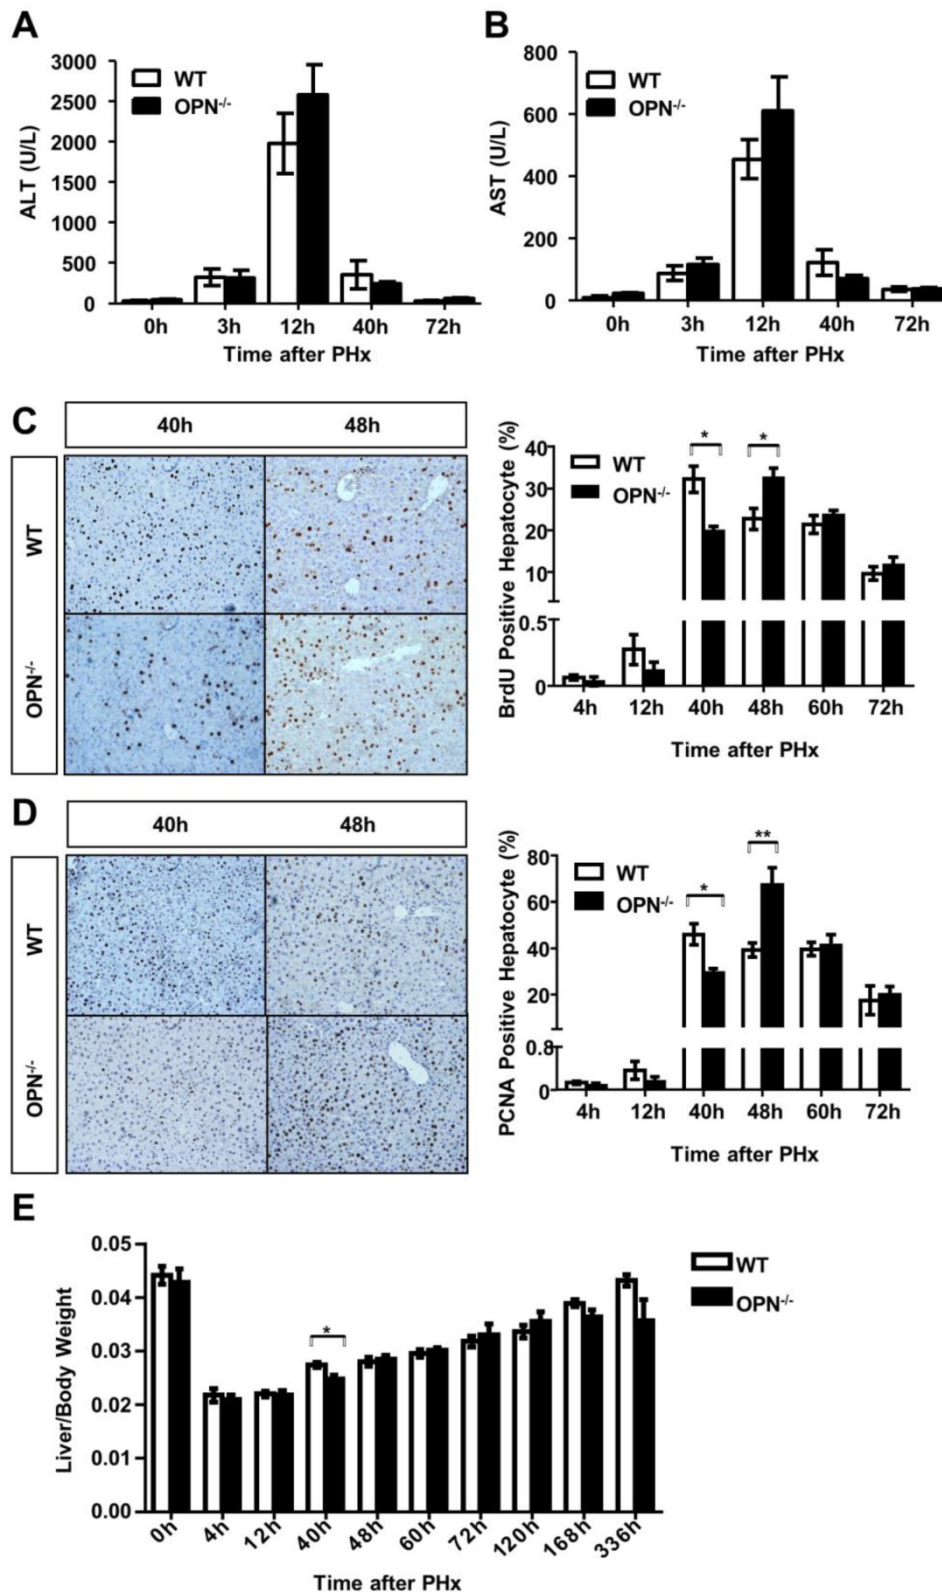 A
ALT (U/L)
3000
2500
2000
1500
1000
500
0
WT
OPN-/-
0h 3h 12h 40h 72h
Time after PHx
B
AST (U/L)
800
600
400
200
0
WT
OPN-/-
0h 3h 12h 40h 72h
Time after PHx
C
40h 48h
WT
OPN-/-
BrdU Positive Hepatocyte (%)
40
30
20
10
0.5
0
WT
OPN-/-
* *
4h 12h 40h 48h 60h 72h
Time after PHx
D
40h 48h
WT
OPN-/-
PCNA Positive Hepatocyte (%)
80
60
40
20
0.8
0
WT
OPN-/-
* **
4h 12h 40h 48h 60h 72h
Time after PHx
E
Liver/Body Weight
0.05
0.04
0.03
0.02
0.01
0.00
*
WT
OPN-/-
0h 4h 12h 40h 48h 60h 72h 120h 168h 336h
Time after PHx